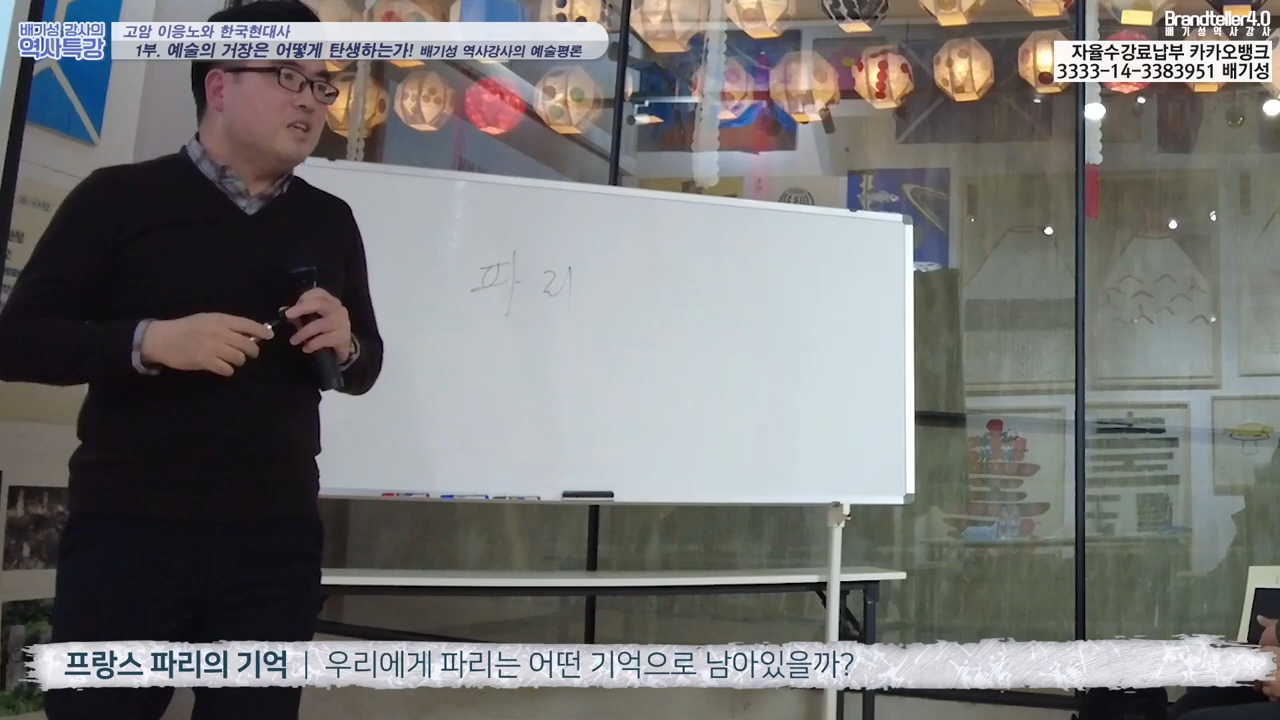 배기성 강사의
역사특강
고암 이응노와 한국현대사
1부. 예술의 거장은 어떻게 탄생하는가! 배기성 역사강사의 예술평론
Brandteller4.0
배기성역사강사
자율수강료납부 카카오뱅크
3333-14-3383951 배기성
파리
프랑스 파리의 기억 | 우리에게 파리는 어떤 기억으로 남아있을까?